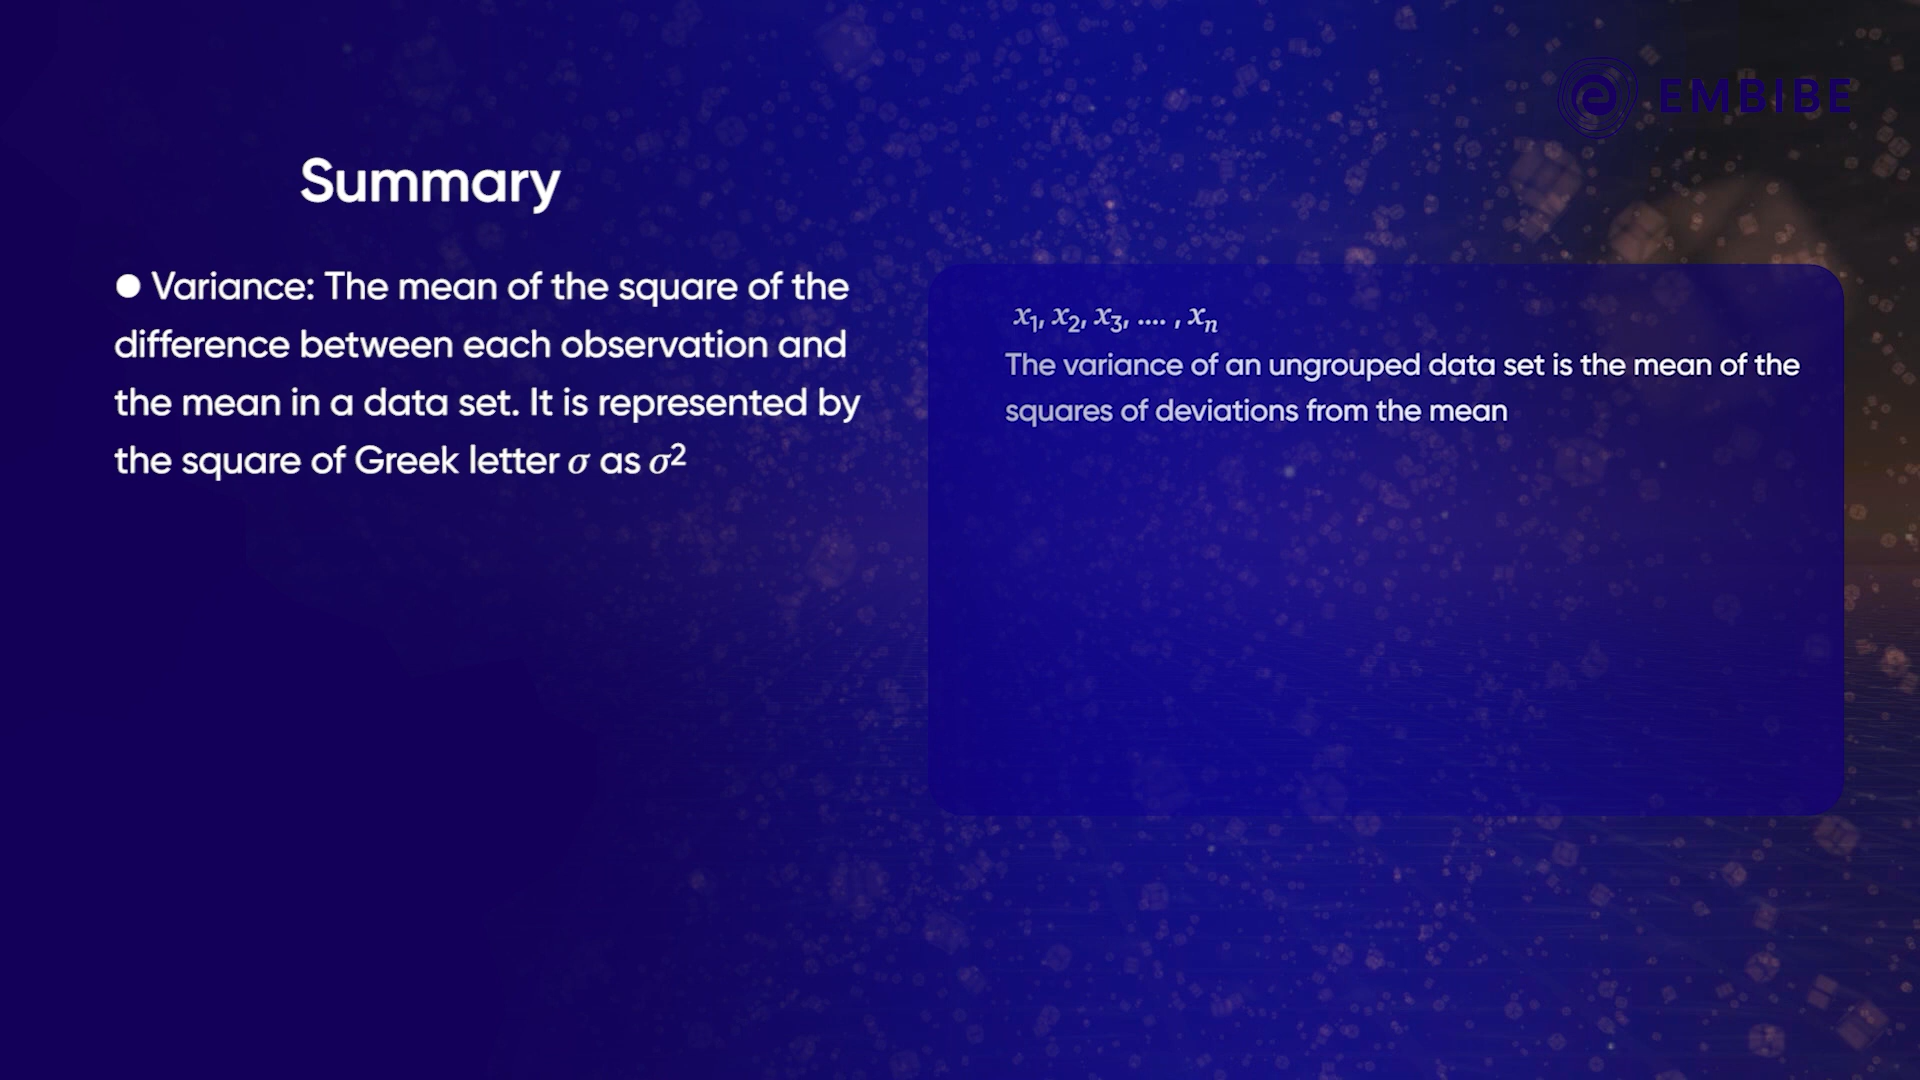 EMBIBE
Summary
● Variance: The mean of the square of the
difference between each observation and
the mean in a data set. It is represented by
the square of Greek letter σ as σ²
x₁, x₂, x₃, .... , xₙ
The variance of an ungrouped data set is the mean of the
squares of deviations from the mean